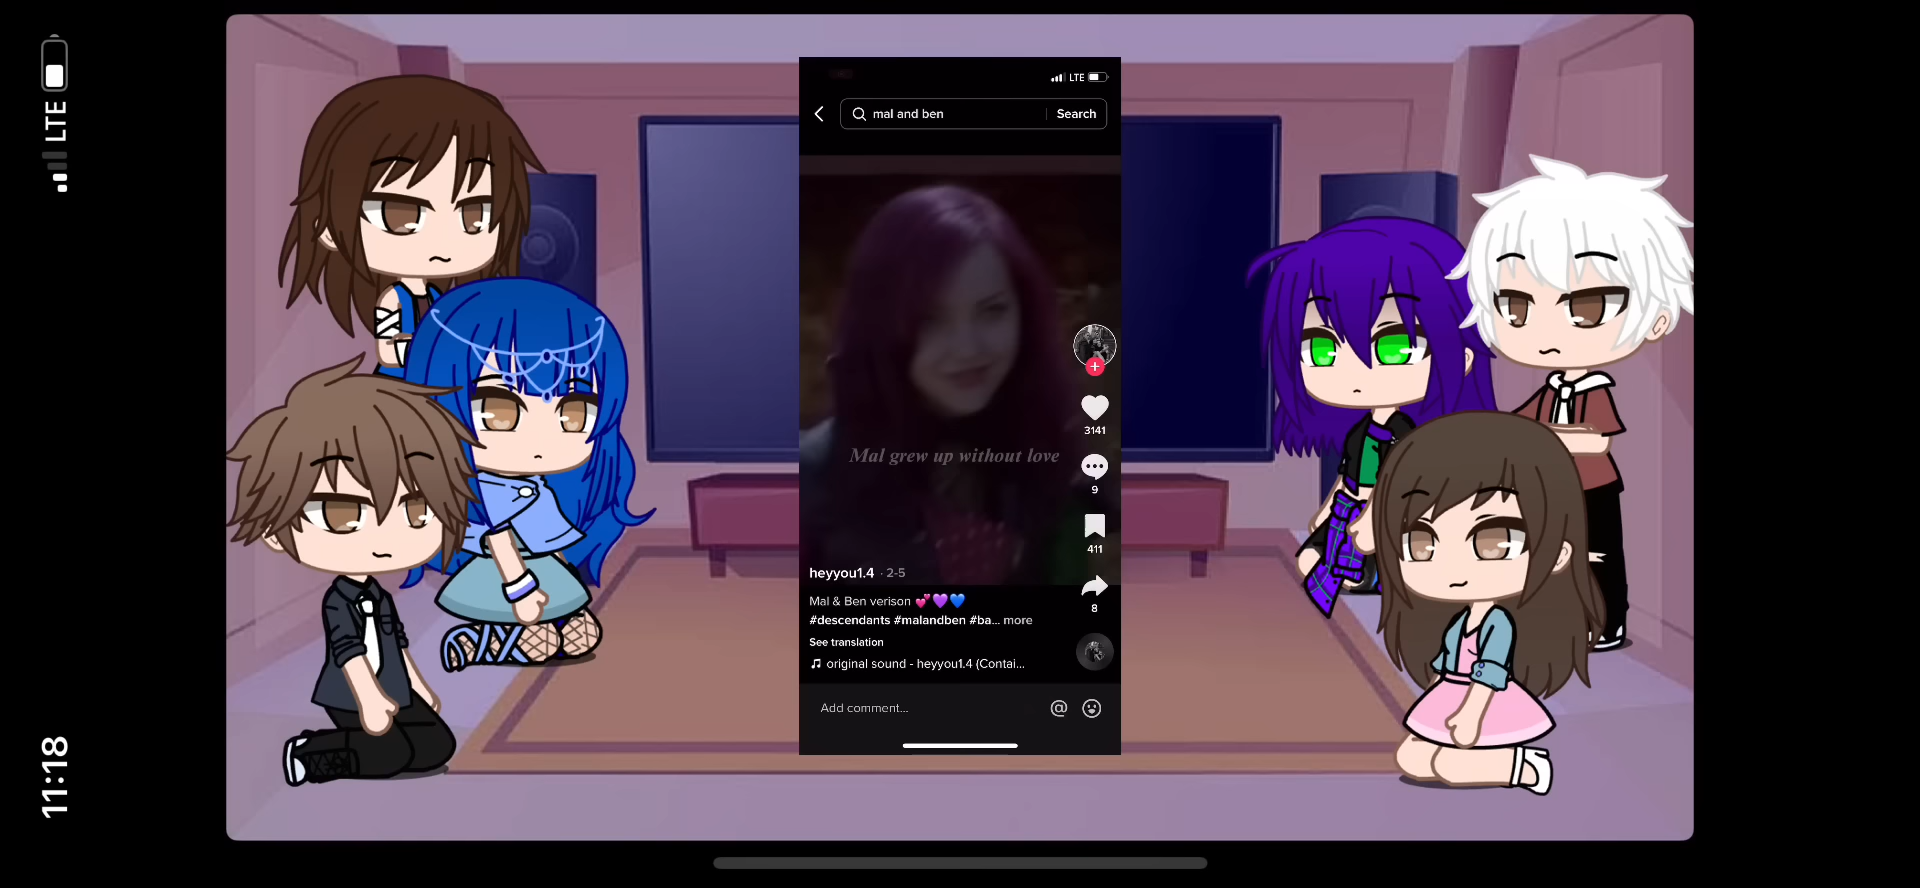 LTE
11:18
LTE
mal and ben
Search
Mal grew up without love
3141
9
411
8
heyyou1.4 · 2-5
Mal & Ben verison 💕💜💙
#descendants #malandben #ba... more
See translation
original sound - heyyou1.4 (Contai...
Add comment...